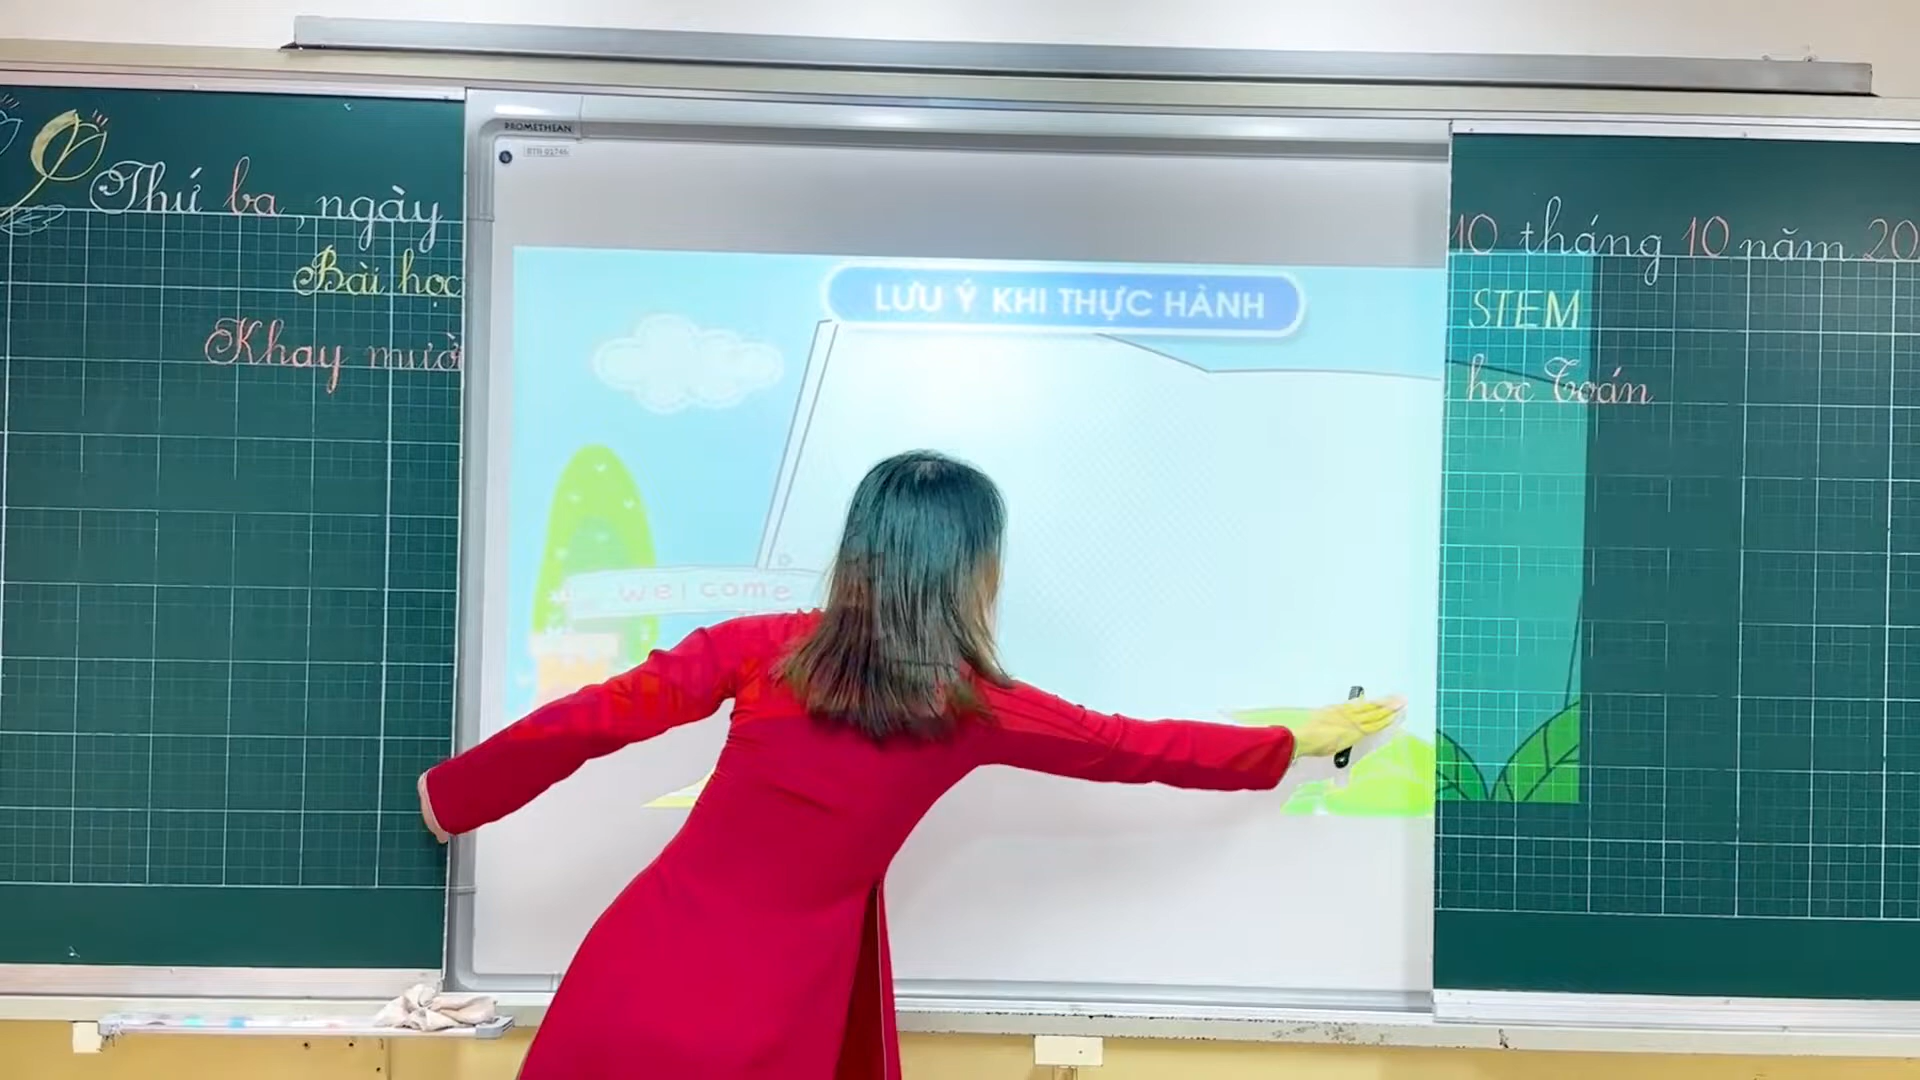 PROMETHEAN
Thứ ba, ngày 10 tháng 10 năm 20
Bài học STEM
Khay mười học Toán
LƯU Ý KHI THỰC HÀNH
welcome